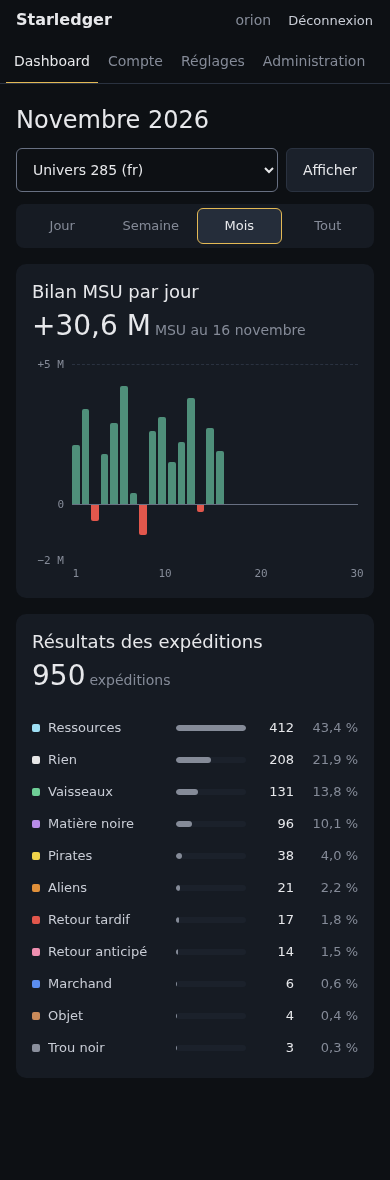 Starledger orion Déconnexion
Dashboard Compte Réglages Administration
Novembre 2026
Univers 285 (fr) Afficher
Jour Semaine Mois Tout
Bilan MSU par jour
+30,6 M MSU au 16 novembre
+5 M
0
−2 M
1 10 20 30
Résultats des expéditions
950 expéditions
Ressources 412 43,4 %
Rien 208 21,9 %
Vaisseaux 131 13,8 %
Matière noire 96 10,1 %
Pirates 38 4,0 %
Aliens 21 2,2 %
Retour tardif 17 1,8 %
Retour anticipé 14 1,5 %
Marchand 6 0,6 %
Objet 4 0,4 %
Trou noir 3 0,3 %